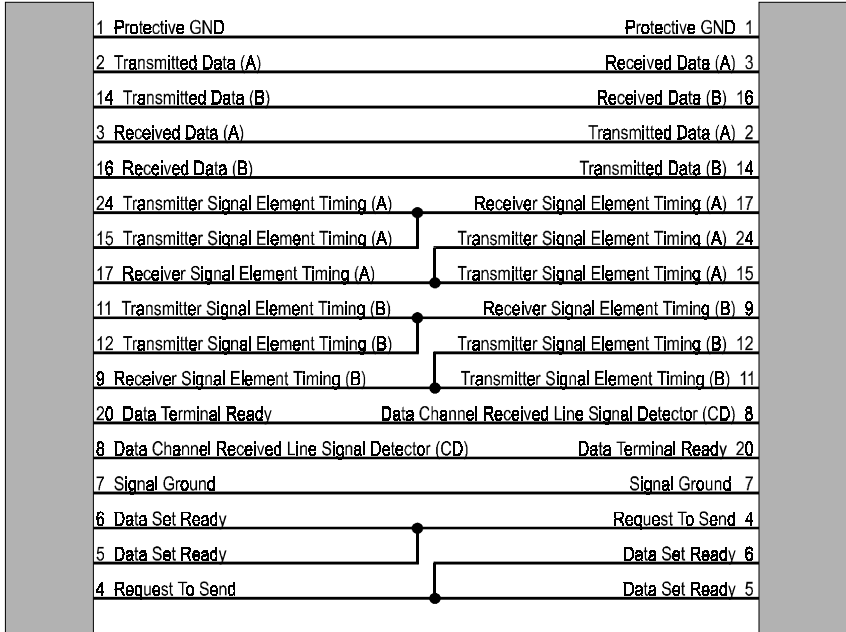 1 Protective GND Protective GND 1
2 Transmitted Data (A) Received Data (A) 3
14 Transmitted Data (B) Received Data (B) 16
3 Received Data (A) Transmitted Data (A) 2
16 Received Data (B) Transmitted Data (B) 14
24 Transmitter Signal Element Timing (A) Receiver Signal Element Timing (A) 17
15 Transmitter Signal Element Timing (A) Transmitter Signal Element Timing (A) 24
17 Receiver Signal Element Timing (A) Transmitter Signal Element Timing (A) 15
11 Transmitter Signal Element Timing (B) Receiver Signal Element Timing (B) 9
12 Transmitter Signal Element Timing (B) Transmitter Signal Element Timing (B) 12
9 Receiver Signal Element Timing (B) Transmitter Signal Element Timing (B) 11
20 Data Terminal Ready Data Channel Received Line Signal Detector (CD) 8
8 Data Channel Received Line Signal Detector (CD) Data Terminal Ready 20
7 Signal Ground Signal Ground 7
6 Data Set Ready Request To Send 4
5 Data Set Ready Data Set Ready 6
4 Request To Send Data Set Ready 5